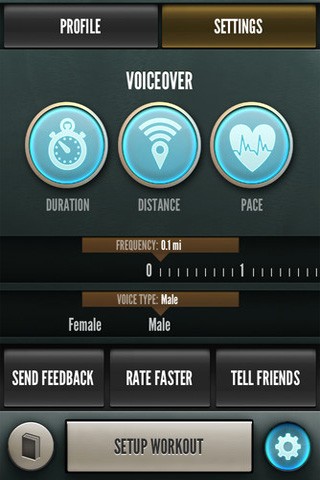 PROFILE SETTINGS
VOICEOVER
DURATION DISTANCE PACE
FREQUENCY: 0.1 mi
0 1
VOICE TYPE: Male
Female Male
SEND FEEDBACK RATE FASTER TELL FRIENDS
SETUP WORKOUT